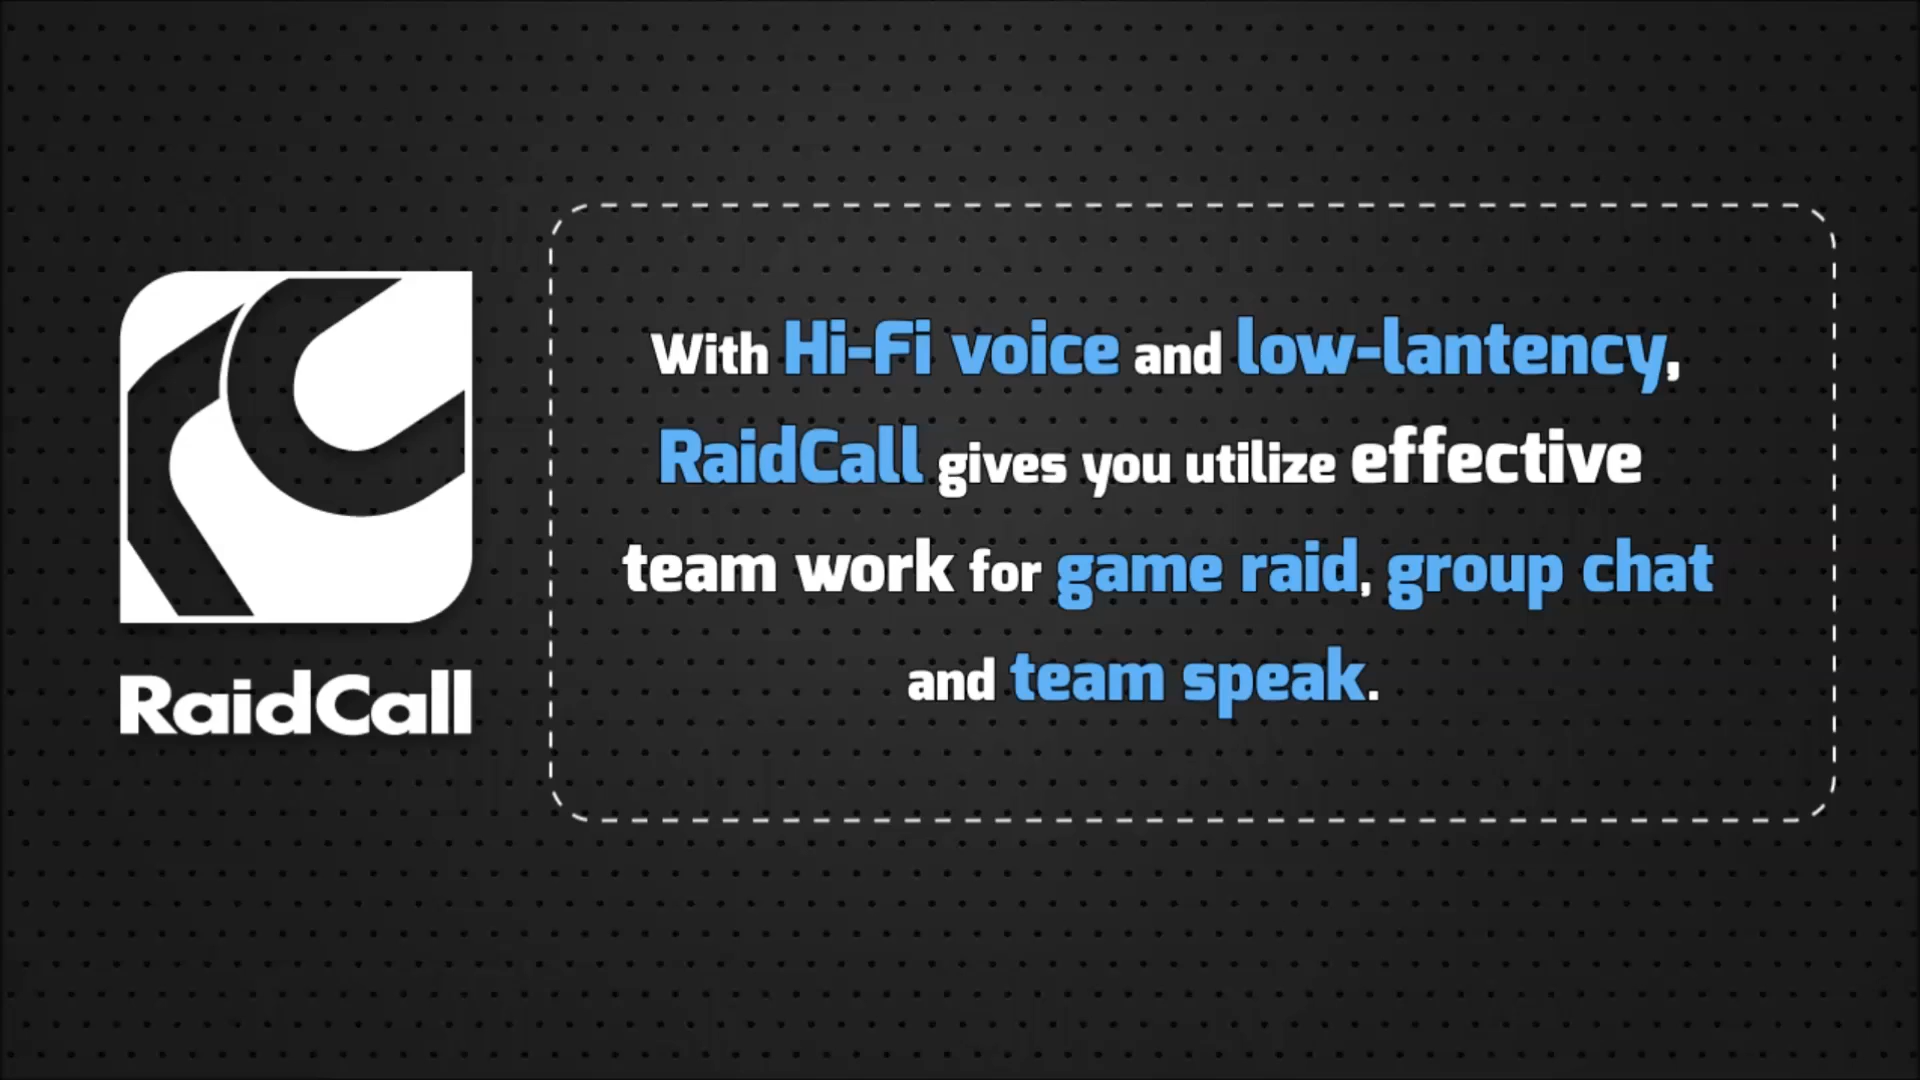 With Hi-Fi voice and low-lantency,
RaidCall gives you utilize effective
team work for game raid, group chat
and team speak.
RaidCall